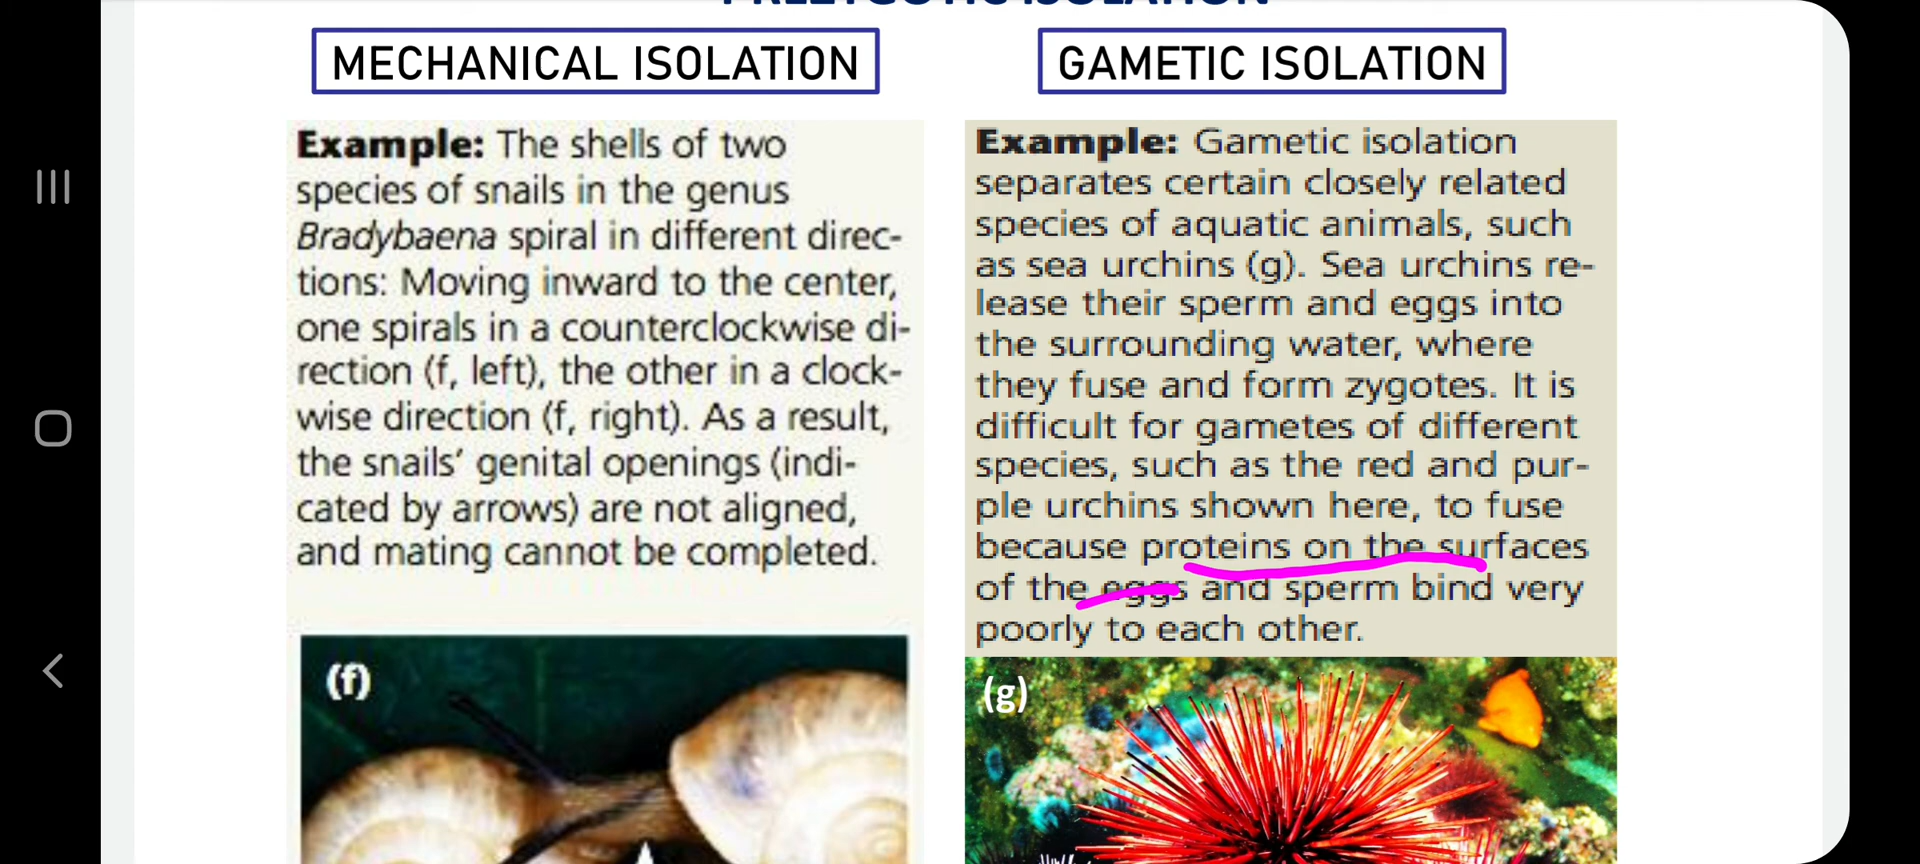 MECHANICAL ISOLATION
Example: The shells of two
species of snails in the genus
Bradybaena spiral in different direc-
tions: Moving inward to the center,
one spirals in a counterclockwise di-
rection (f, left), the other in a clock-
wise direction (f, right). As a result,
the snails' genital openings (indi-
cated by arrows) are not aligned,
and mating cannot be completed.
(f)
GAMETIC ISOLATION
Example: Gametic isolation
separates certain closely related
species of aquatic animals, such
as sea urchins (g). Sea urchins re-
lease their sperm and eggs into
the surrounding water, where
they fuse and form zygotes. It is
difficult for gametes of different
species, such as the red and pur-
ple urchins shown here, to fuse
because proteins on the surfaces
of the eggs and sperm bind very
poorly to each other.
(g)